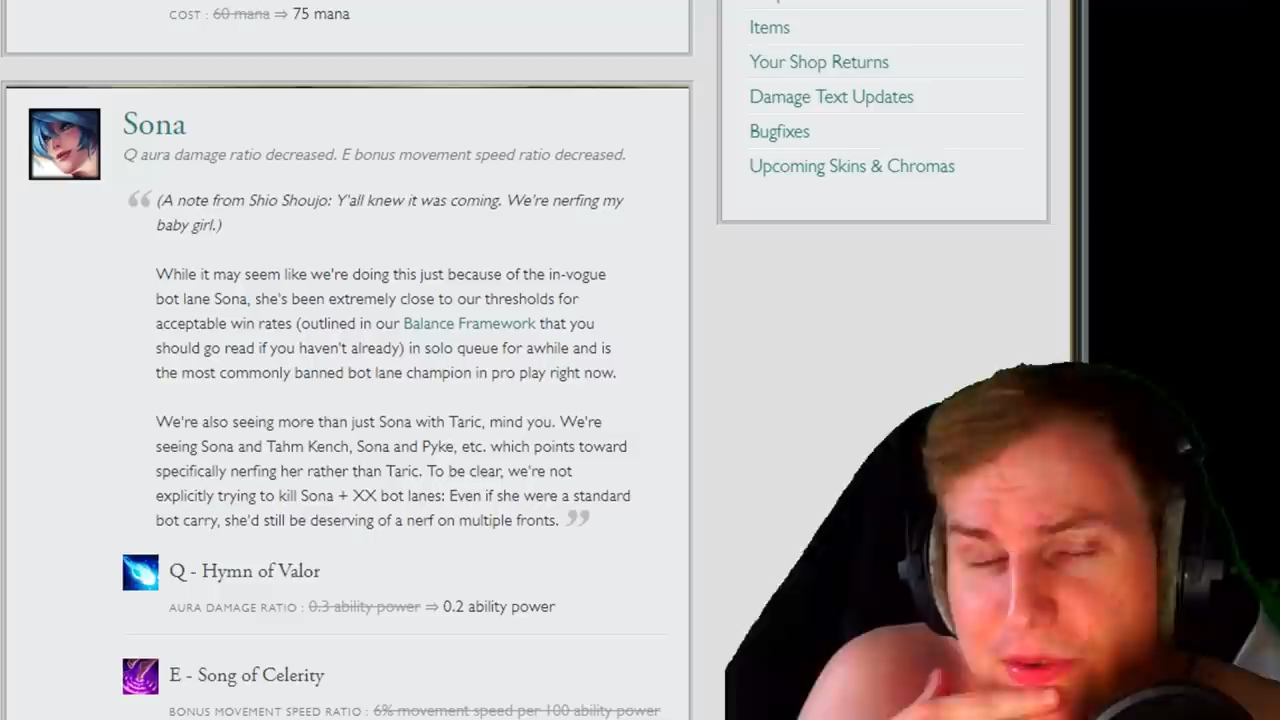 COST : 60 mana ⇒ 75 mana
Sona
Q aura damage ratio decreased. E bonus movement speed ratio decreased.
(A note from Shio Shoujo: Y'all knew it was coming. We're nerfing my
baby girl.)
While it may seem like we're doing this just because of the in-vogue
bot lane Sona, she's been extremely close to our thresholds for
acceptable win rates (outlined in our Balance Framework that you
should go read if you haven't already) in solo queue for awhile and is
the most commonly banned bot lane champion in pro play right now.
We're also seeing more than just Sona with Taric, mind you. We're
seeing Sona and Tahm Kench, Sona and Pyke, etc. which points toward
specifically nerfing her rather than Taric. To be clear, we're not
explicitly trying to kill Sona + XX bot lanes: Even if she were a standard
bot carry, she'd still be deserving of a nerf on multiple fronts.
Q - Hymn of Valor
AURA DAMAGE RATIO : 0.3 ability power ⇒ 0.2 ability power
E - Song of Celerity
BONUS MOVEMENT SPEED RATIO : 6% movement speed per 100 ability power
Items
Your Shop Returns
Damage Text Updates
Bugfixes
Upcoming Skins & Chromas